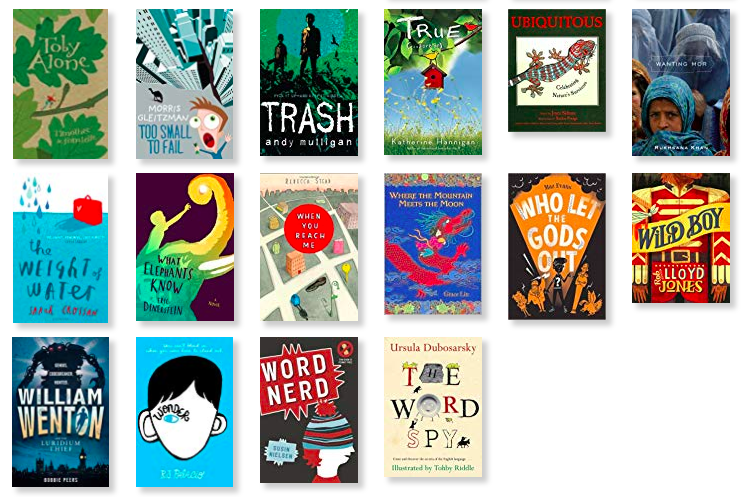 Toby
Alone
MORRIS
GLEITZMAN
TOO SMALL
TO FAIL
TRASH
andy mulligan
TRUE
Katherine Hannigan
UBIQUITOUS
Celebrating
Nature's Survivors
WANTING MOR
RUKHSANA KHAN
the
WEIGHT of
WATER
SARAH CROSSAN
WHAT
ELEPHANTS
KNOW
ERIC
DINERSTEIN
A NOVEL
REBECCA STEAD
WHEN
YOU
REACH
ME
WHERE THE MOUNTAIN
MEETS THE MOON
Grace Lin
Maz Evans
WHO LET
THE
GODS
OUT
?
WILD BOY
Rob
LLOYD
JONES
WILLIAM
WENTON
LURIDIUM
THIEF
BOBBIE PEERS
wonder
R.J. Palacio
WORD
NERD
SUSIN
NIELSEN
Ursula Dubosarsky
THE
WORD
SPY
Illustrated by Tohby Riddle